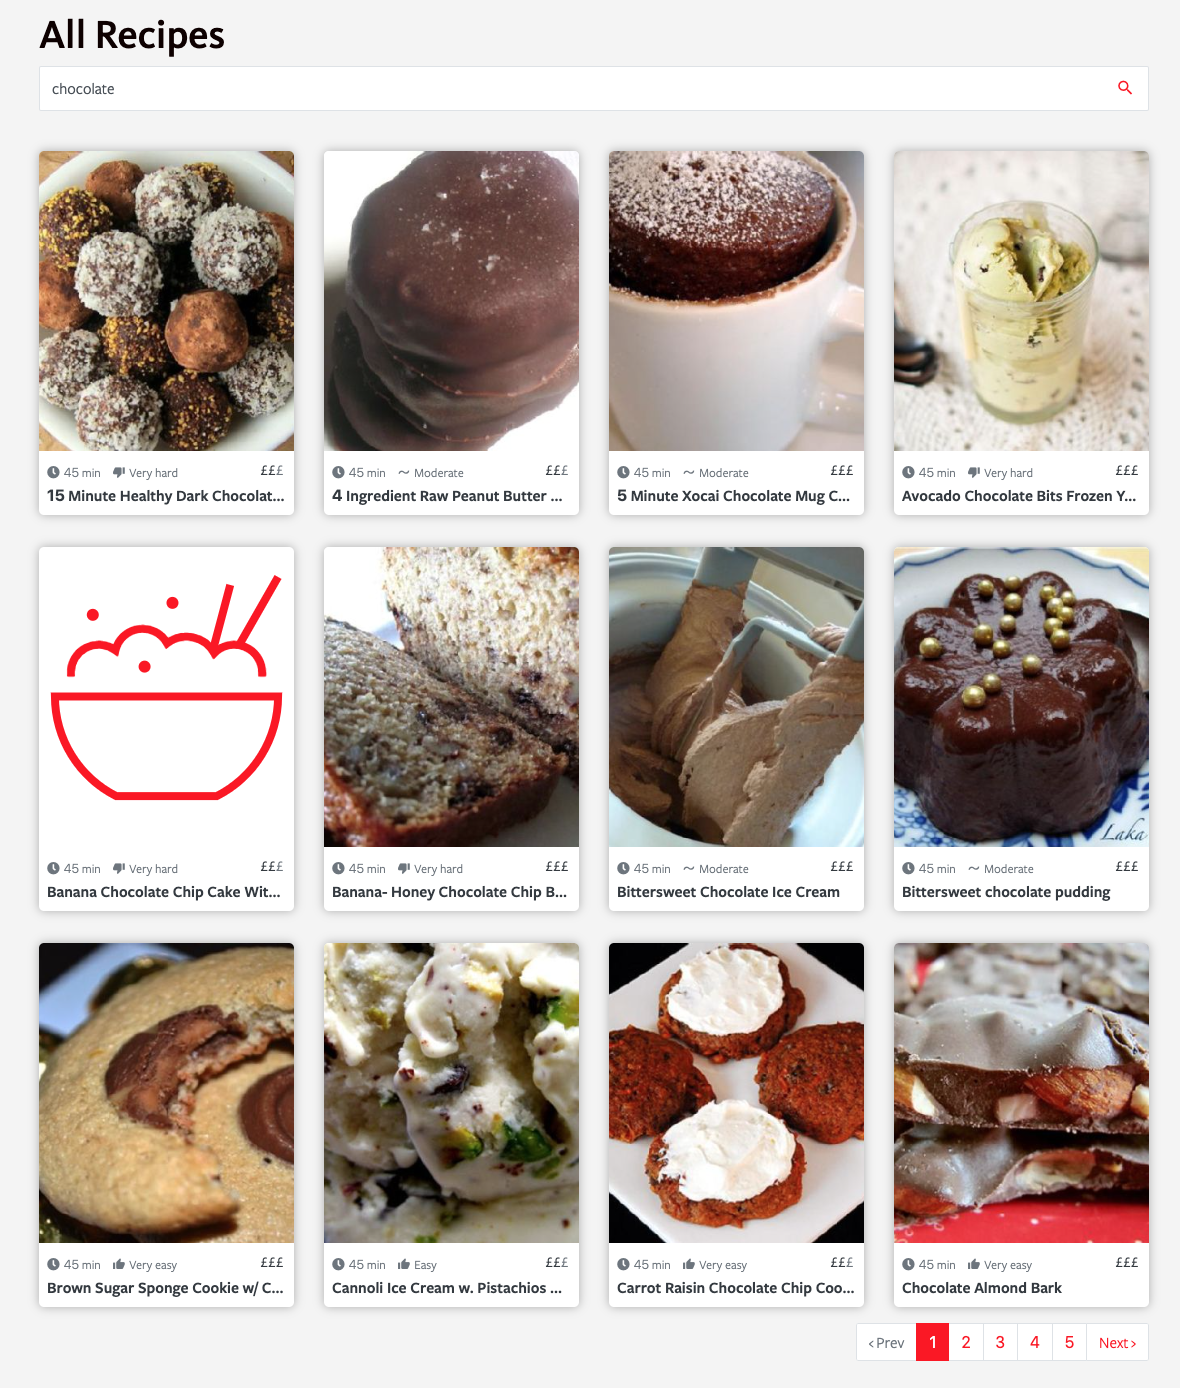 All Recipes
chocolate
45 min Very hard £££
15 Minute Healthy Dark Chocolat...
45 min Moderate £££
4 Ingredient Raw Peanut Butter ...
45 min Moderate £££
5 Minute Xocai Chocolate Mug C...
45 min Very hard £££
Avocado Chocolate Bits Frozen Y...
Laka
45 min Very hard £££
Banana Chocolate Chip Cake Wit...
45 min Very hard £££
Banana- Honey Chocolate Chip B...
45 min Moderate £££
Bittersweet Chocolate Ice Cream
45 min Moderate £££
Bittersweet chocolate pudding
45 min Very easy £££
Brown Sugar Sponge Cookie w/ C...
45 min Easy £££
Cannoli Ice Cream w. Pistachios ...
45 min Very easy £££
Carrot Raisin Chocolate Chip Coo...
45 min Very easy £££
Chocolate Almond Bark
‹ Prev 1 2 3 4 5 Next ›